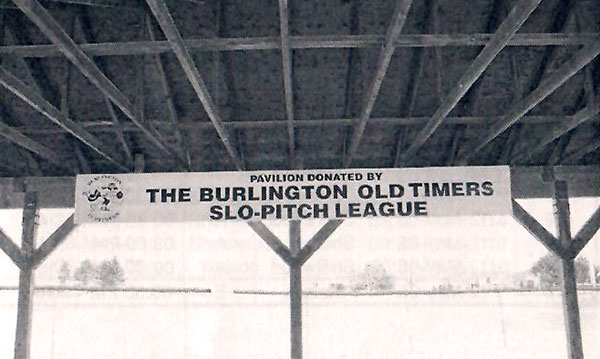 PAVILION DONATED BY
THE BURLINGTON OLD TIMERS
SLO-PITCH LEAGUE